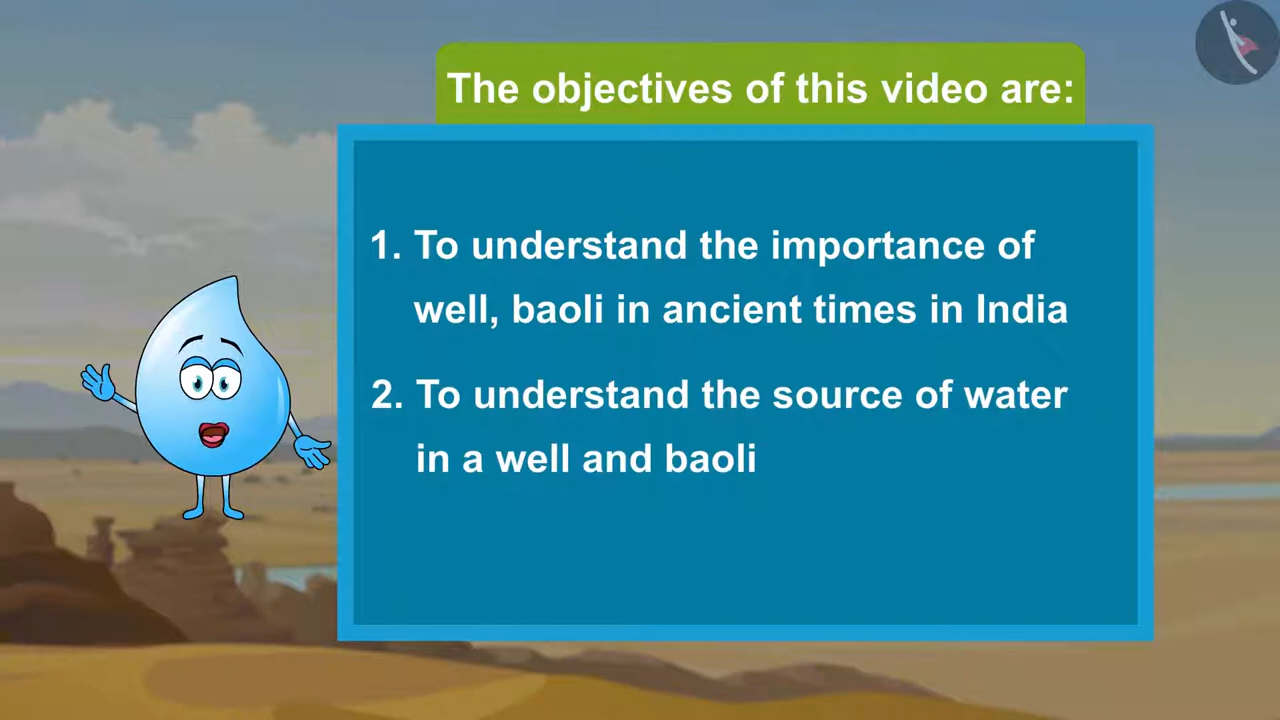 The objectives of this video are:
1. To understand the importance of
well, baoli in ancient times in India
2. To understand the source of water
in a well and baoli